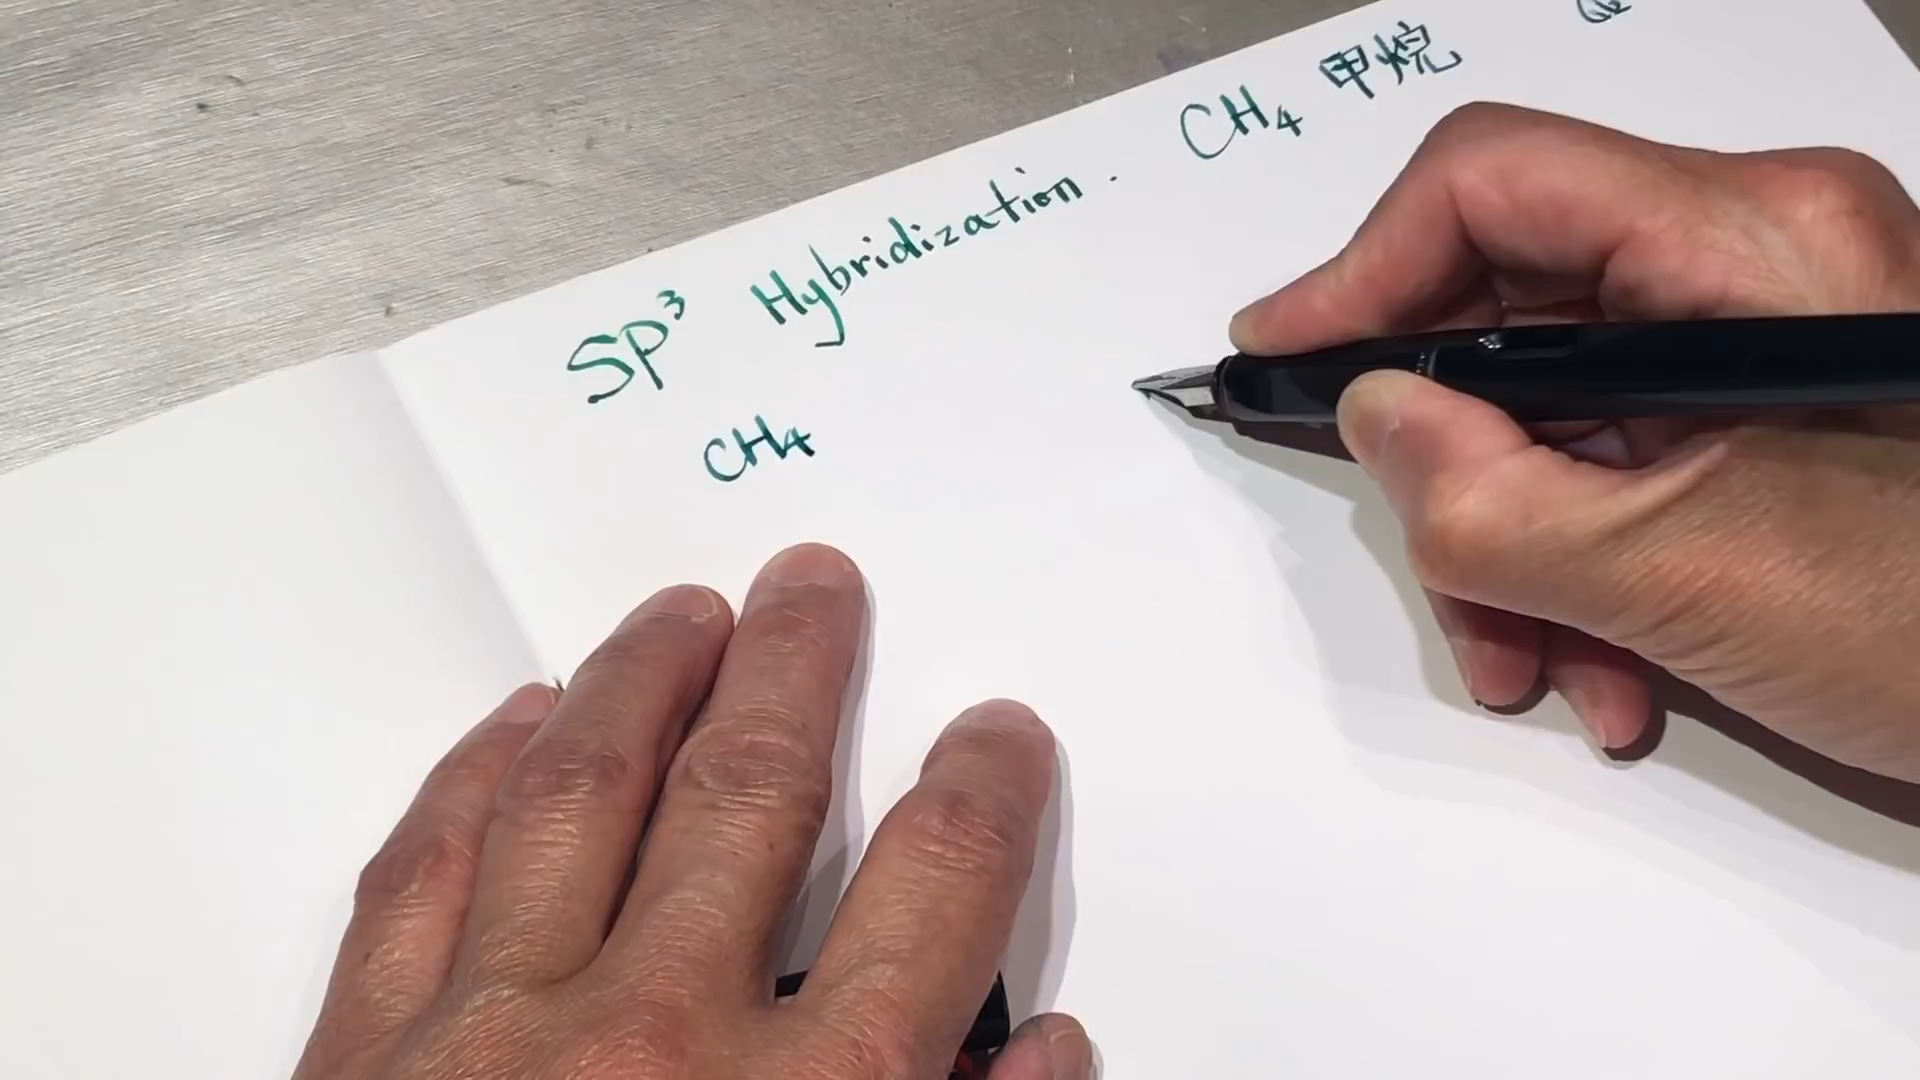 SP³ Hybridization. CH₄ 甲烷
CH4